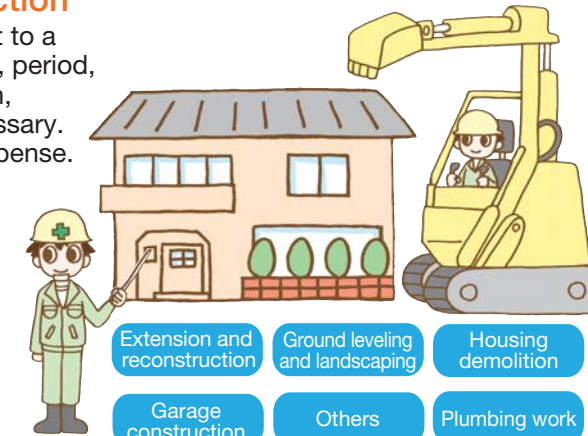 ction
t to a
, period,
n,
ssary.
pense.
Extension and
reconstruction
Ground leveling
and landscaping
Housing
demolition
Garage
construction
Others
Plumbing work